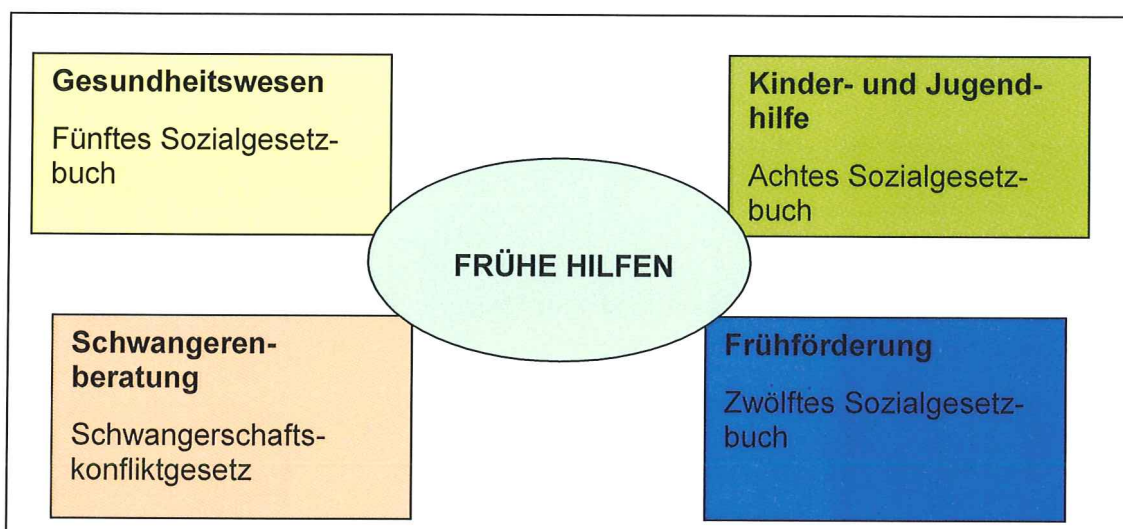 Gesundheitswesen
Fünftes Sozialgesetz-
buch
Kinder- und Jugend-
hilfe
Achtes Sozialgesetz-
buch
FRÜHE HILFEN
Schwangeren-
beratung
Schwangerschafts-
konfliktgesetz
Frühförderung
Zwölftes Sozialgesetz-
buch